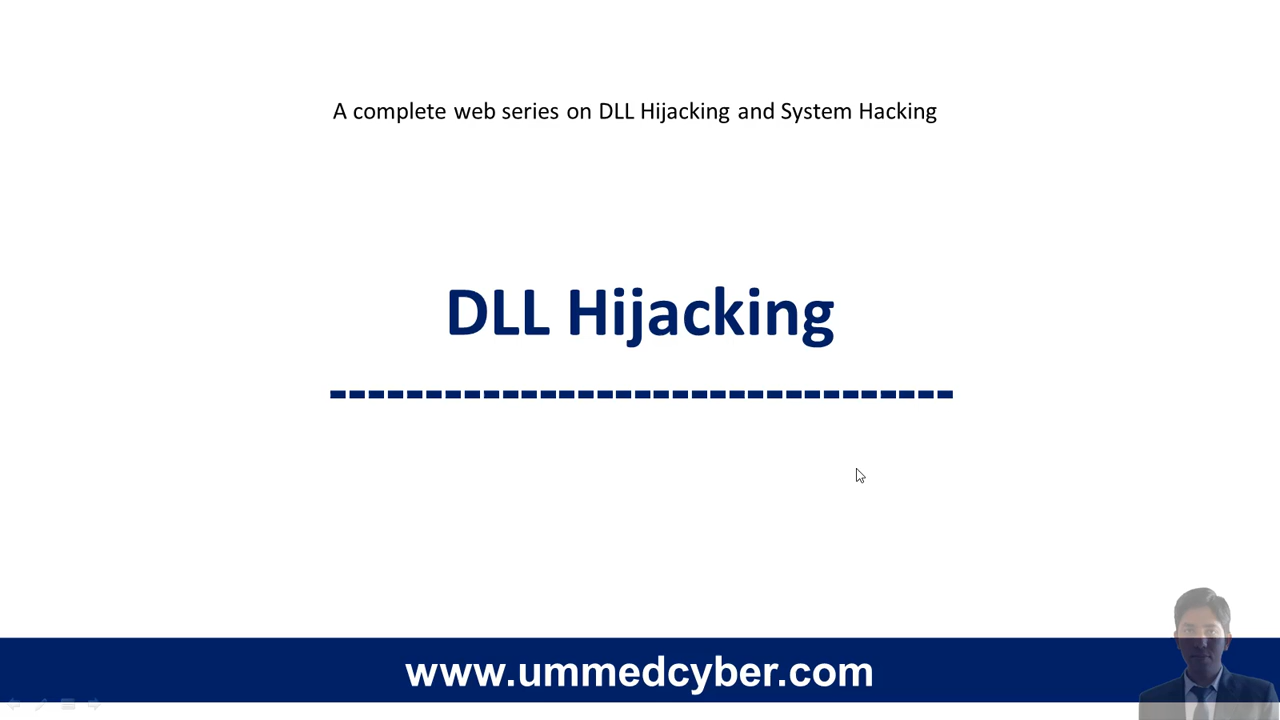 A complete web series on DLL Hijacking and System Hacking
DLL Hijacking
---------------------------------
www.ummedcyber.com